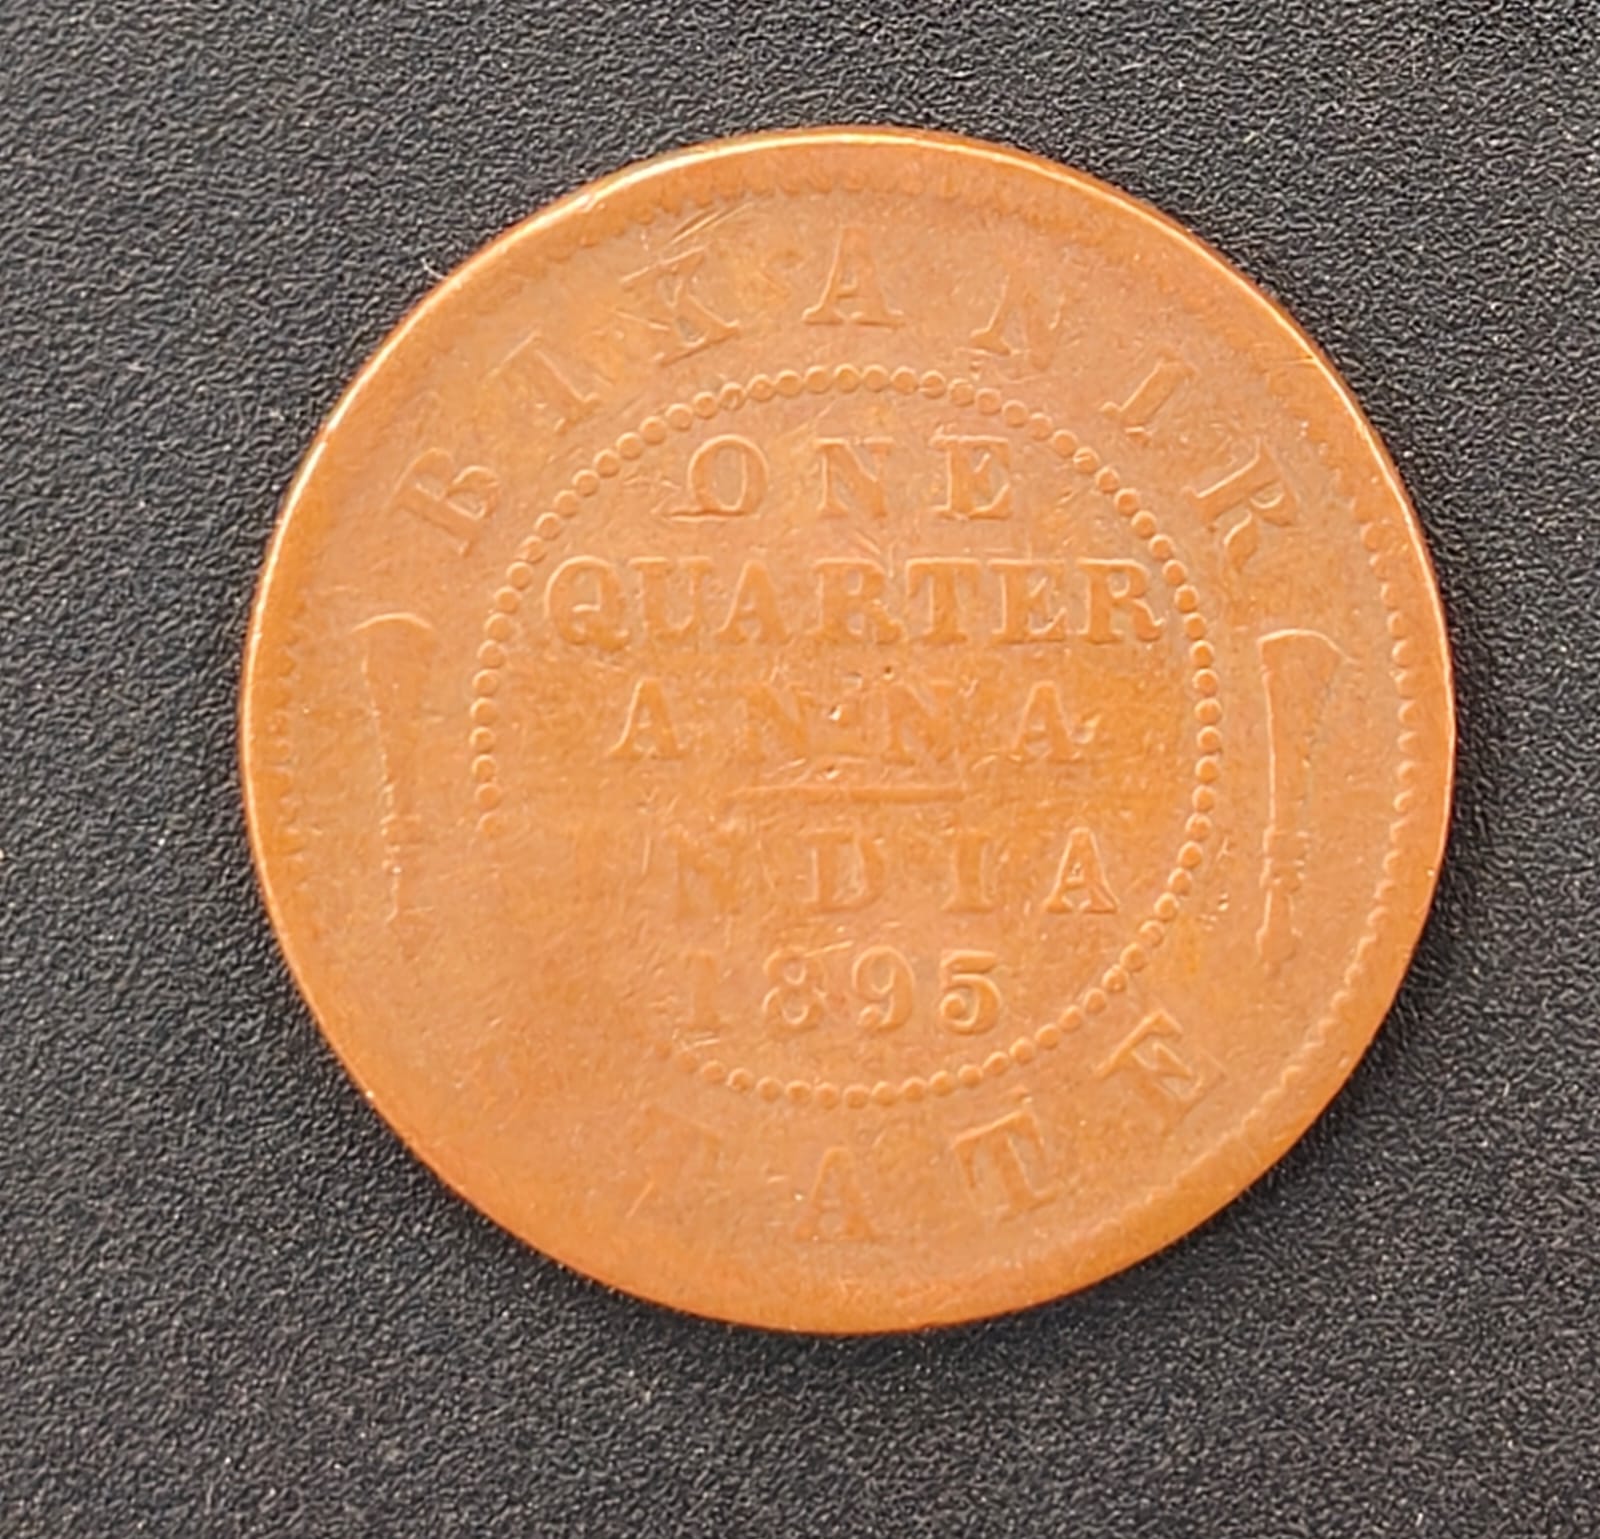 BIKANIR
ONE
QUARTER
ANNA
NDIA
1895
TATE